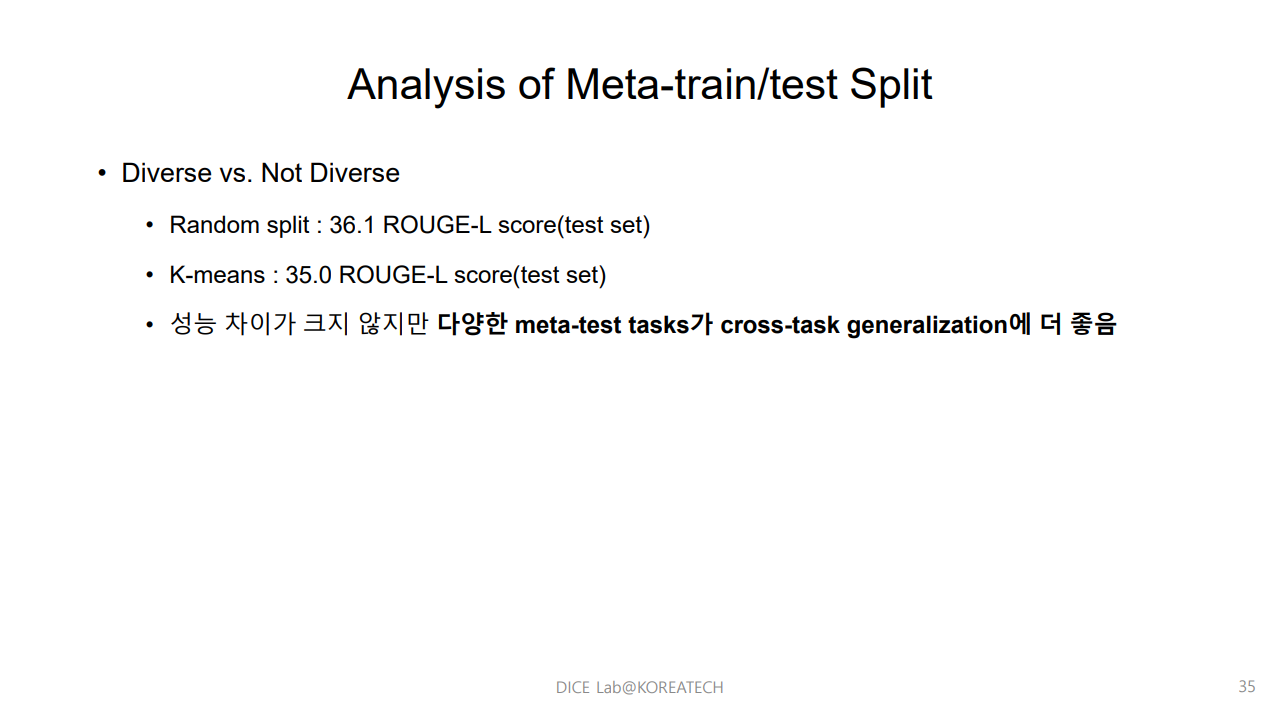 Analysis of Meta-train/test Split
• Diverse vs. Not Diverse
• Random split : 36.1 ROUGE-L score(test set)
• K-means : 35.0 ROUGE-L score(test set)
• 성능 차이가 크지 않지만 다양한 meta-test tasks가 cross-task generalization에 더 좋음
DICE Lab@KOREATECH
35